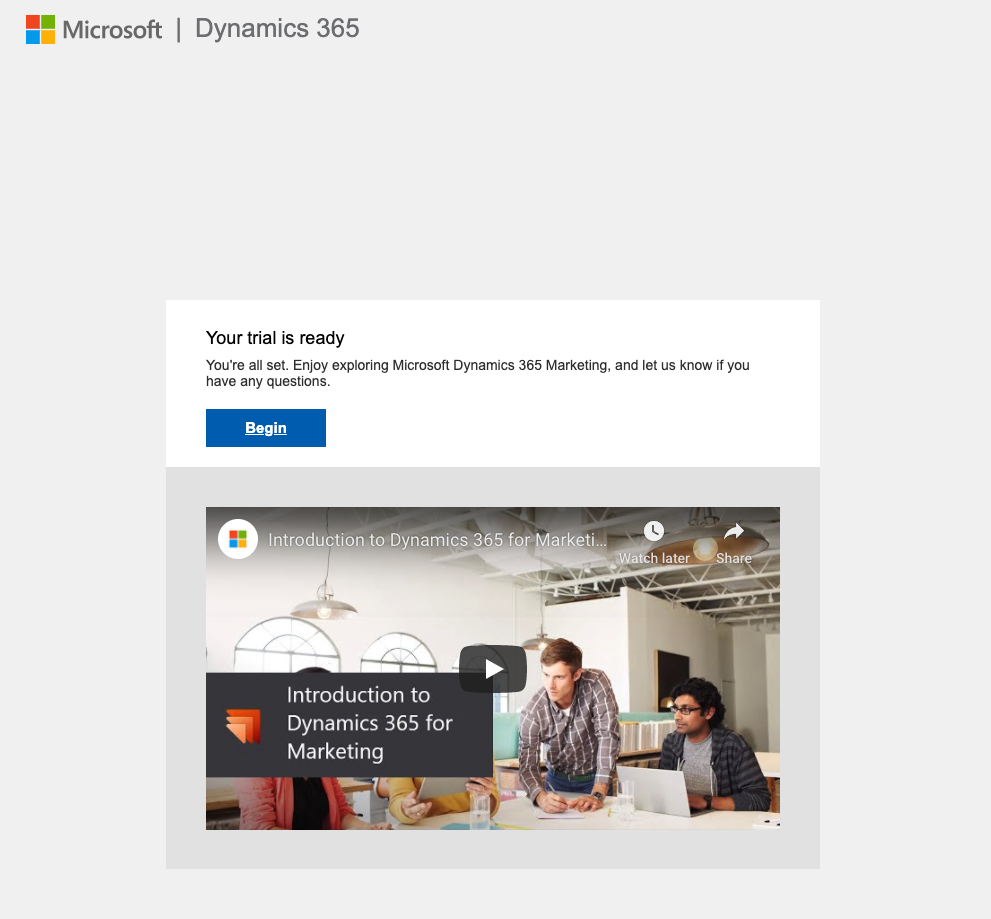 Microsoft | Dynamics 365
Your trial is ready
You're all set. Enjoy exploring Microsoft Dynamics 365 Marketing, and let us know if you
have any questions.
Begin
Introduction to Dynamics 365 for Marketi...
Watch later
Share
Introduction to
Dynamics 365 for
Marketing